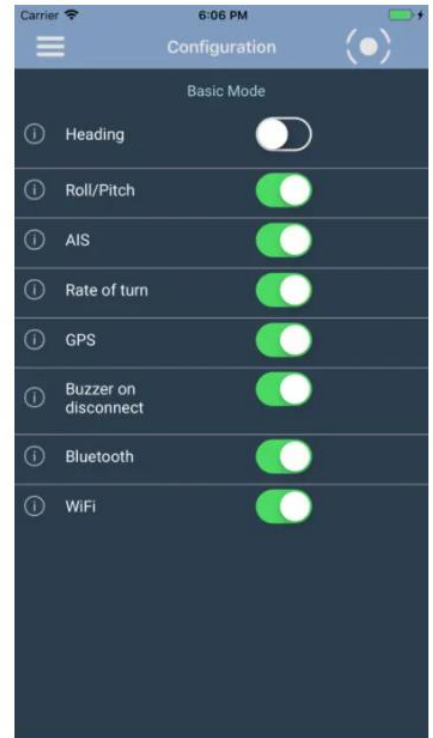 Carrier 6:06 PM
Configuration
Basic Mode
Heading
Roll/Pitch
AIS
Rate of turn
GPS
Buzzer on
disconnect
Bluetooth
WiFi